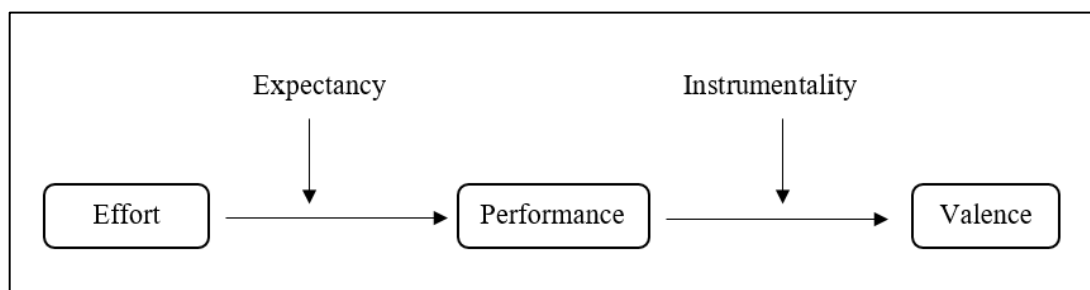 Expectancy
Instrumentality
Effort
Performance
Valence